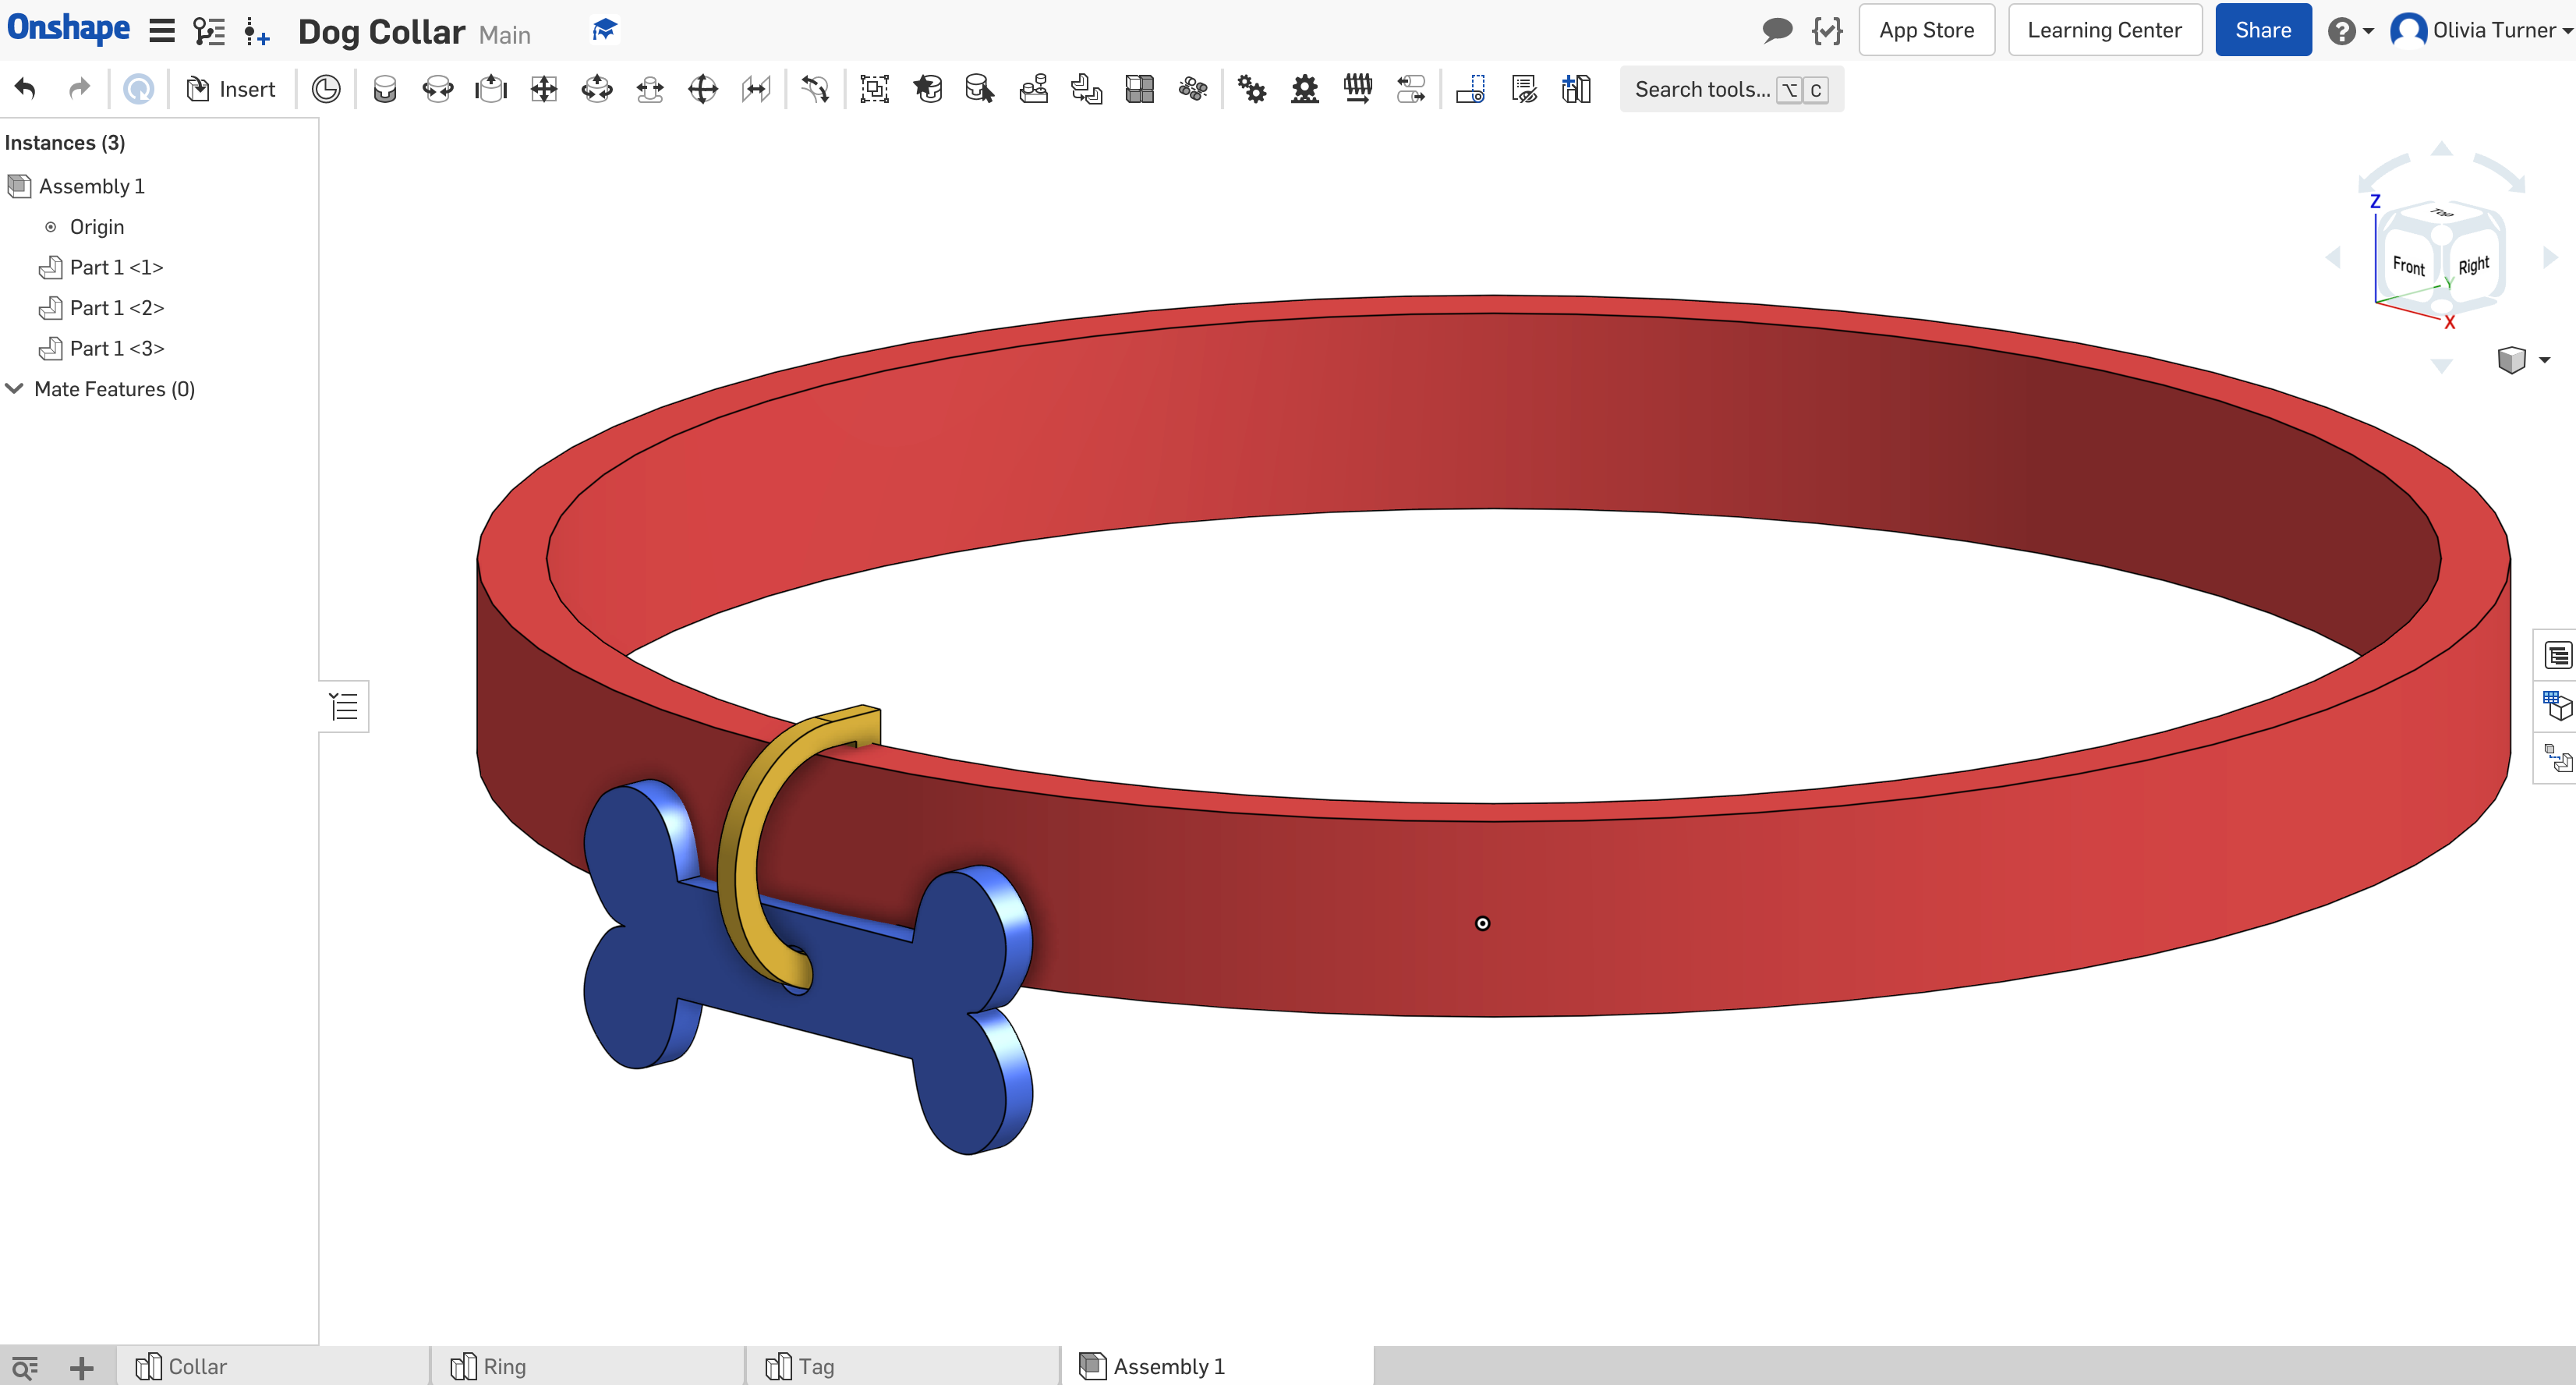 Onshape Dog Collar Main App Store Learning Center Share ? Olivia Turner
Insert Search tools... ⌥ C
Instances (3)
Assembly 1
Origin
Part 1 <1>
Part 1 <2>
Part 1 <3>
Mate Features (0)
Z
Top
Front Right
Y
X
Collar Ring Tag Assembly 1